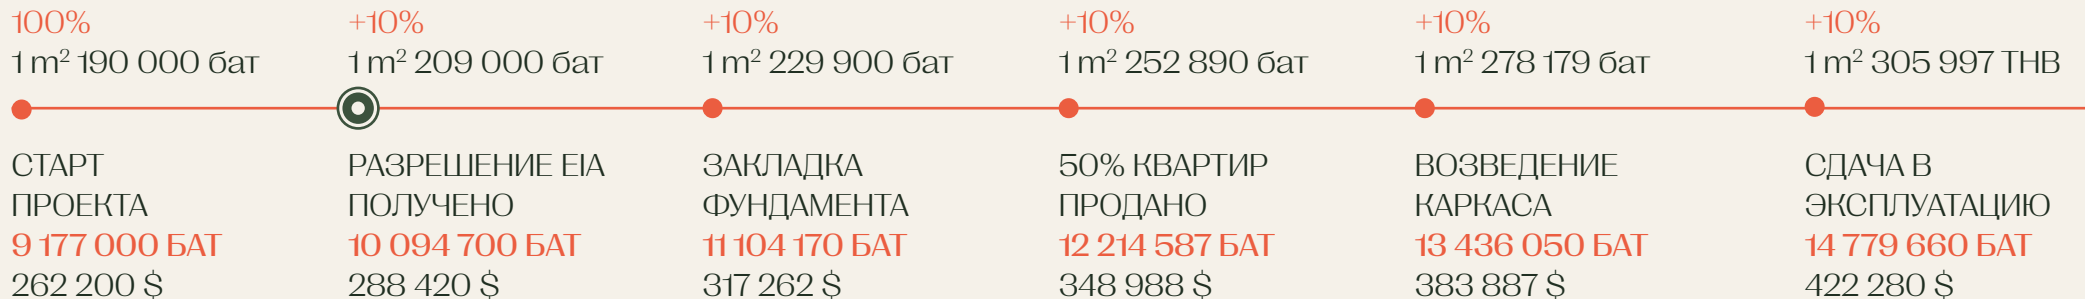 100%
1 m² 190 000 бат
СТАРТ
ПРОЕКТА
9 177 000 БАТ
262 200 $
+10%
1 m² 209 000 бат
РАЗРЕШЕНИЕ EIA
ПОЛУЧЕНО
10 094 700 БАТ
288 420 $
+10%
1 m² 229 900 бат
ЗАКЛАДКА
ФУНДАМЕНТА
11 104 170 БАТ
317 262 $
+10%
1 m² 252 890 бат
50% КВАРТИР
ПРОДАНО
12 214 587 БАТ
348 988 $
+10%
1 m² 278 179 бат
ВОЗВЕДЕНИЕ
КАРКАСА
13 436 050 БАТ
383 887 $
+10%
1 m² 305 997 THB
СДАЧА В
ЭКСПЛУАТАЦИЮ
14 779 660 БАТ
422 280 $